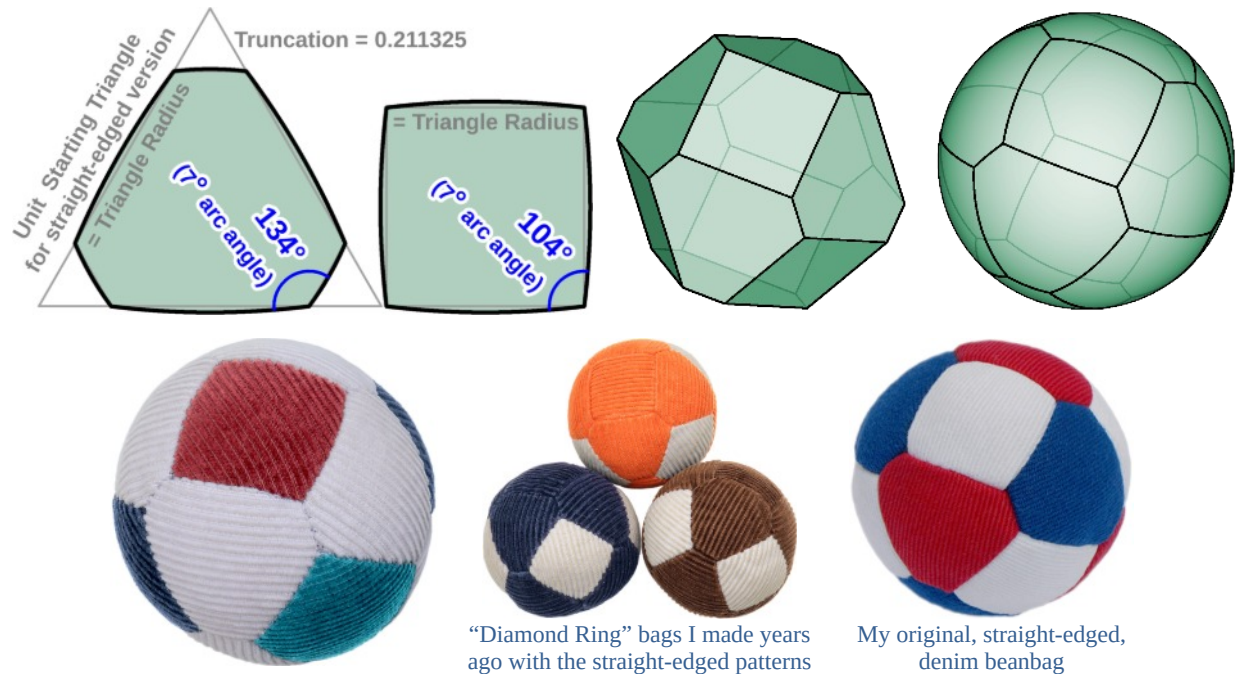 Unit Starting Triangle
for straight-edged version
= Triangle Radius
Truncation = 0.211325
134°
(7° arc angle)
= Triangle Radius
104°
(7° arc angle)
“Diamond Ring” bags I made years
ago with the straight-edged patterns
My original, straight-edged,
denim beanbag